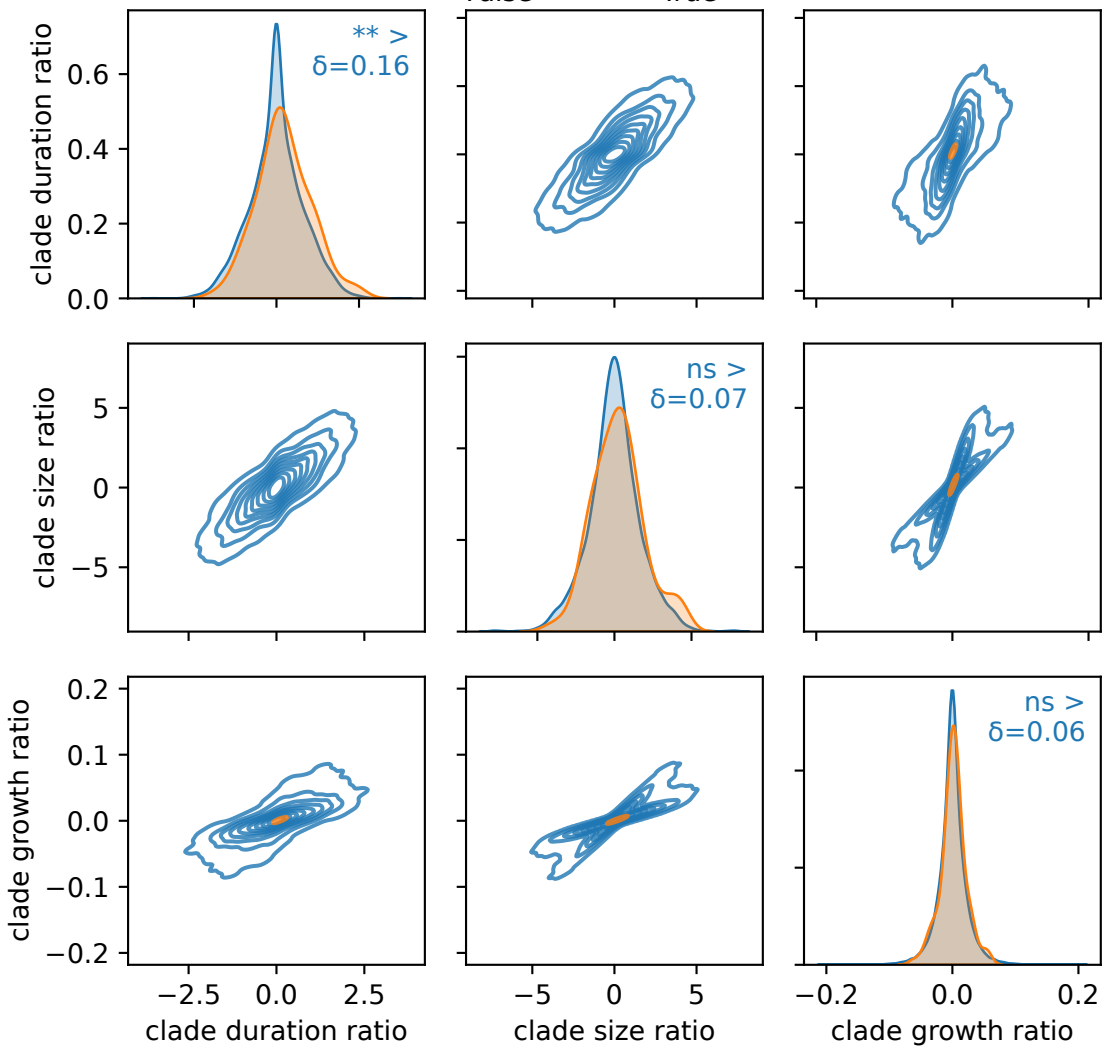 clade duration ratio
0.6
0.4
0.2
0.0
** >
δ=0.16
clade size ratio
5
0
−5
ns >
δ=0.07
clade growth ratio
0.2
0.1
0.0
−0.1
−0.2
ns >
δ=0.06
−2.5 0.0 2.5
−5 0 5
−0.2 0.0 0.2
clade duration ratio
clade size ratio
clade growth ratio